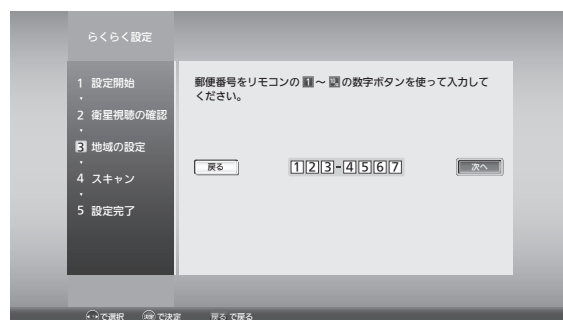 らくらく設定
1 設定開始
2 衛星視聴の確認
3 地域の設定
4 スキャン
5 設定完了
郵便番号をリモコンの 1 ~ 10 の数字ボタンを使って入力して
ください。
戻る 123-4567 次へ
で選択 決定 で決定 戻る で戻る